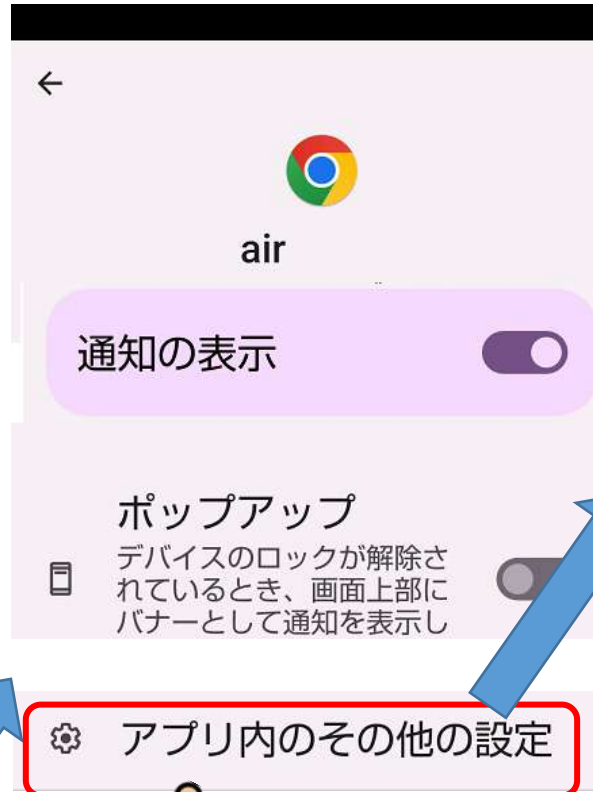 air
通知の表示
ポップアップ
デバイスのロックが解除さ
れているとき、画面上部に
バナーとして通知を表示し
アプリ内のその他の設定